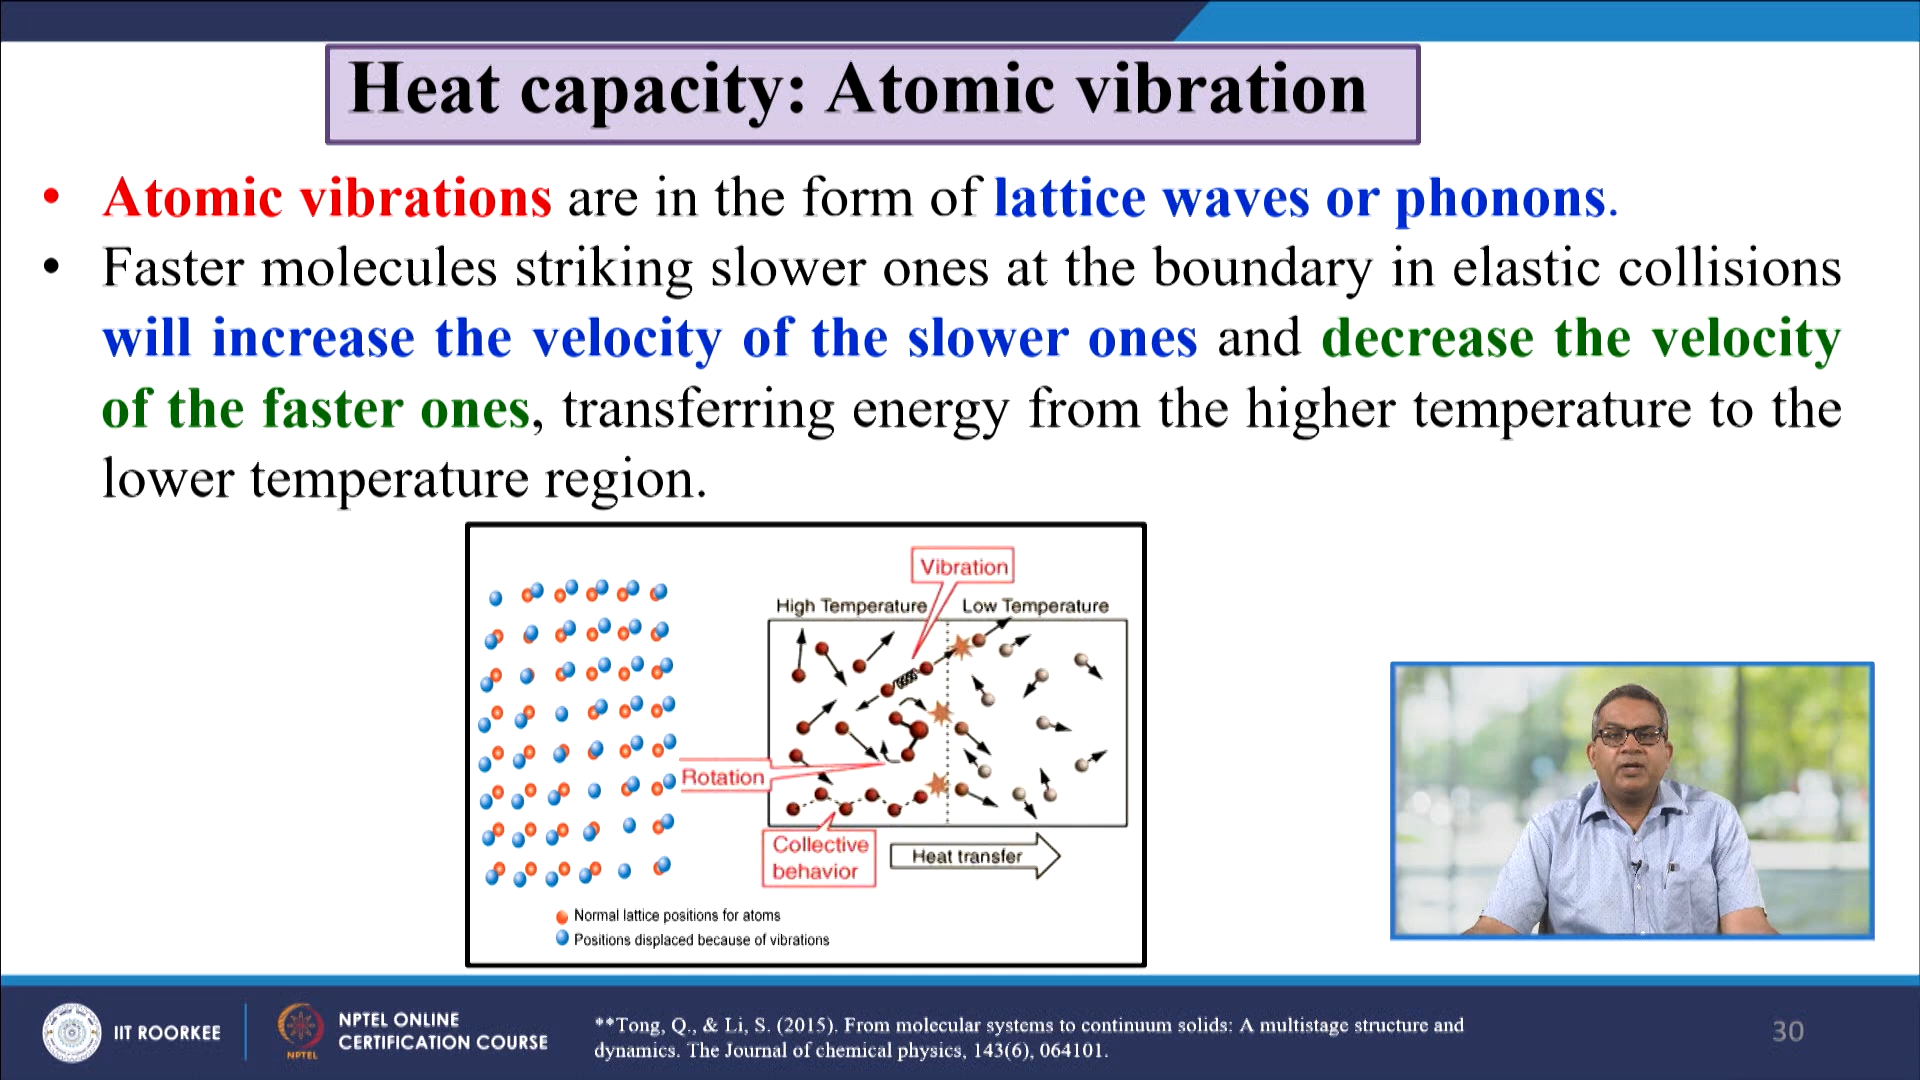 Heat capacity: Atomic vibration
• Atomic vibrations are in the form of lattice waves or phonons.
• Faster molecules striking slower ones at the boundary in elastic collisions
will increase the velocity of the slower ones and decrease the velocity
of the faster ones, transferring energy from the higher temperature to the
lower temperature region.
Vibration
High Temperature
Low Temperature
Rotation
Collective
behavior
Heat transfer
Normal lattice positions for atoms
Positions displaced because of vibrations
IIT ROORKEE
NPTEL
NPTEL ONLINE
CERTIFICATION COURSE
**Tong, Q., & Li, S. (2015). From molecular systems to continuum solids: A multistage structure and
dynamics. The Journal of chemical physics, 143(6), 064101.
30